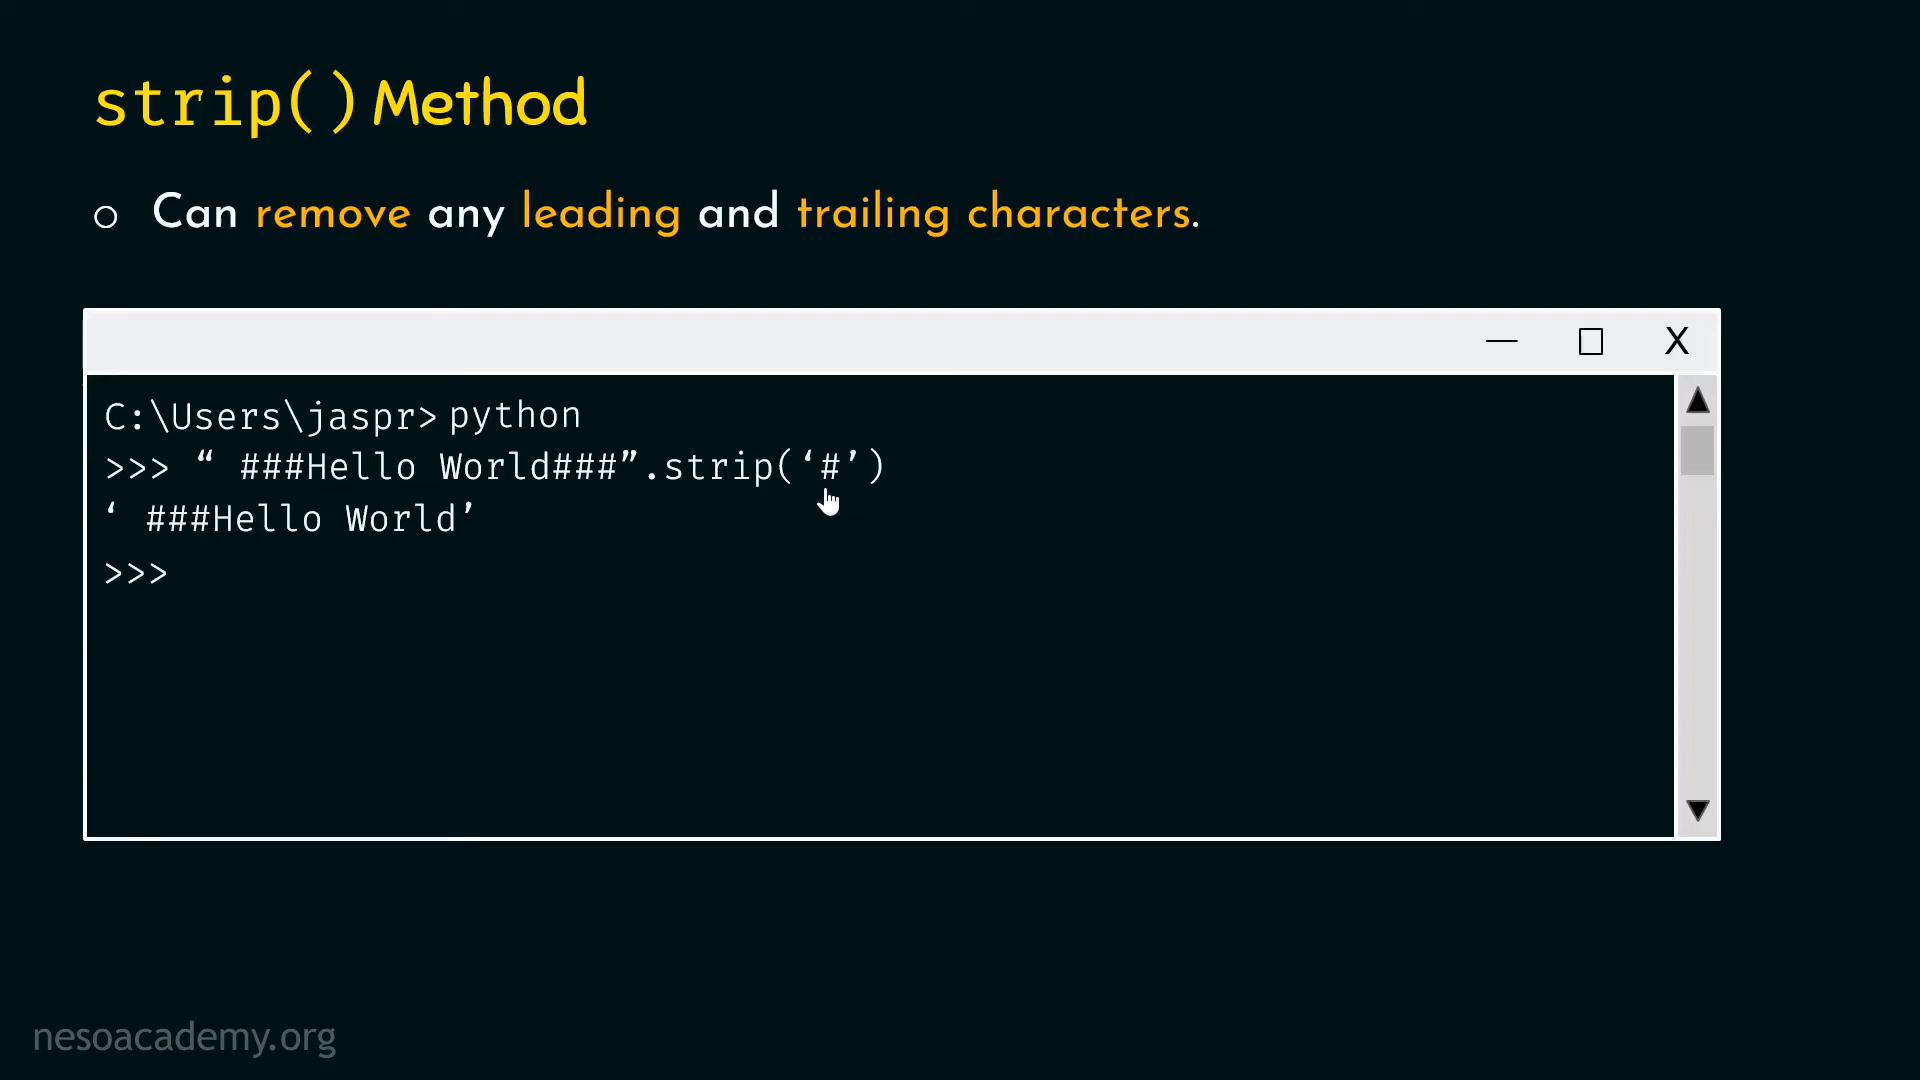 strip() Method
○ Can remove any leading and trailing characters.
X
C:\Users\jaspr> python
>>> “ ###Hello World###”.strip(‘#’)
‘ ###Hello World’
>>>
nesoacademy.org